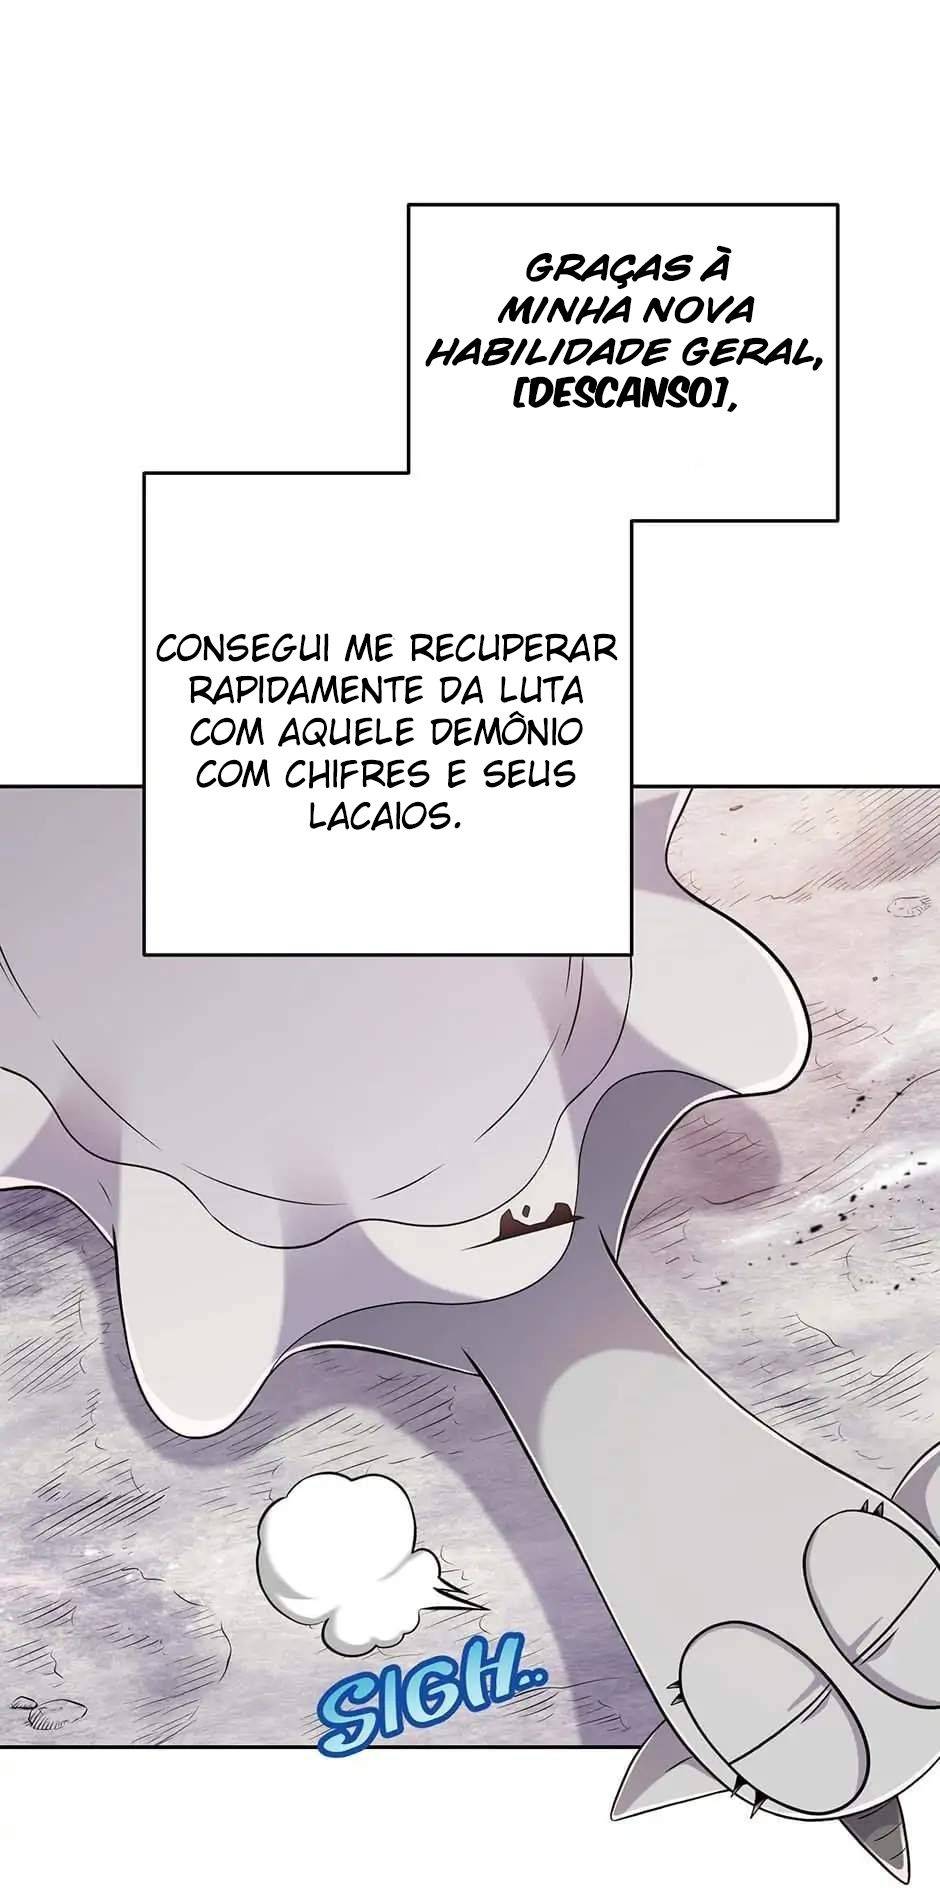 GRAÇAS À
MINHA NOVA
HABILIDADE GERAL,
[DESCANSO],
CONSEGUI ME RECUPERAR
RAPIDAMENTE DA LUTA
COM AQUELE DEMÔNIO
COM CHIFRES E SEUS
LACAIOS.
SIGH..